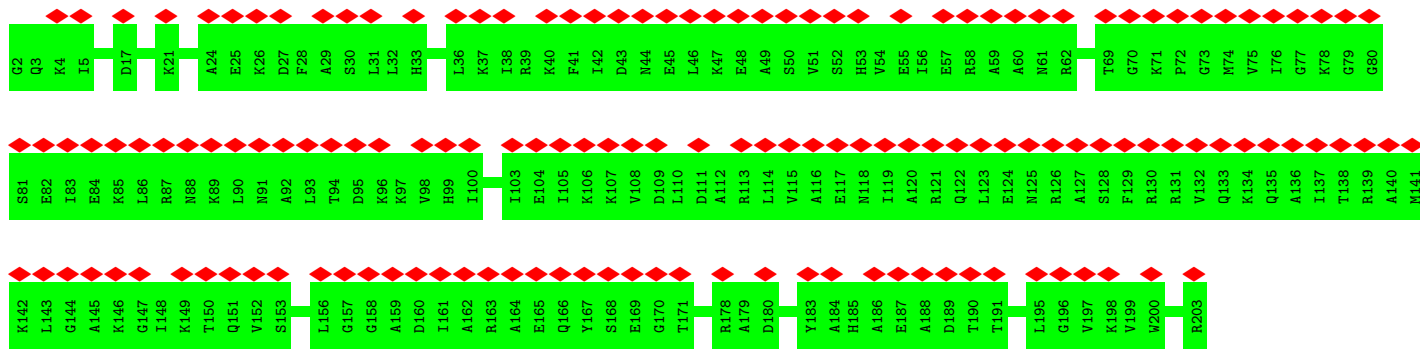 G2 Q3 K4 I5 D17 K21 A24 E25 K26 D27 F28 A29 S30 L31 L32 H33 L36 K37 I38 R39 K40 F41 I42 D43 N44 E45 L46 K47 E48 A49 S50 V51 S52 H53 V54 E55 I56 E57 R58 A59 A60 N61 R62 T69 G70 K71 P72 G73 M74 V75 I76 G77 K78 G79 G80
S81 E82 I83 E84 K85 L86 R87 N88 K89 L90 N91 A92 L93 T94 D95 K96 K97 V98 H99 I100 I103 E104 I105 K106 K107 V108 D109 L110 D111 A112 R113 L114 V115 A116 E117 N118 I119 A120 R121 Q122 L123 E124 N125 R126 A127 S128 F129 R130 R131 V132 Q133 K134 Q135 A136 I137 T138 R139 A140 M141
K142 L143 G144 A145 K146 G147 I148 K149 T150 Q151 V152 S153 L156 G157 G158 A159 D160 I161 A162 R163 A164 E165 Q166 Y167 S168 E169 G170 T171 R178 A179 D180 Y183 A184 H185 A186 E187 A188 D189 T190 T191 L195 G196 V197 K198 V199 W200 R203